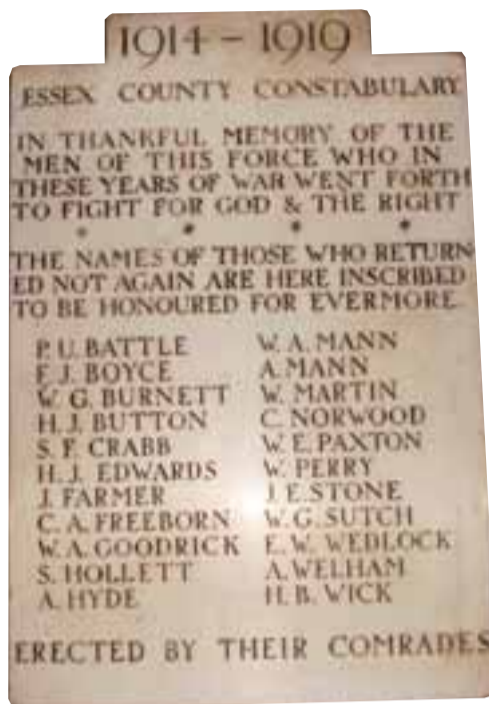 1914 – 1919
ESSEX COUNTY CONSTABULARY
IN THANKFUL MEMORY OF THE
MEN OF THIS FORCE WHO IN
THESE YEARS OF WAR WENT FORTH
TO FIGHT FOR GOD & THE RIGHT
* * * *
THE NAMES OF THOSE WHO RETURN-
ED NOT AGAIN ARE HERE INSCRIBED
TO BE HONOURED FOR EVERMORE.
P. U. BATTLE
F. J. BOYCE
W. G. BURNETT
H. J. BUTTON
S. F. CRABB
H. J. EDWARDS
J. FARMER
C. A. FREEBORN
W. A. GOODRICK
S. HOLLETT
A. HYDE
W. A. MANN
A. MANN
W. MARTIN
C. NORWOOD
W. E. PAXTON
W. PERRY
J. E. STONE
W. G. SUTCH
E. W. WEDLOCK
A. WELHAM
H. B. WICK
ERECTED BY THEIR COMRADES